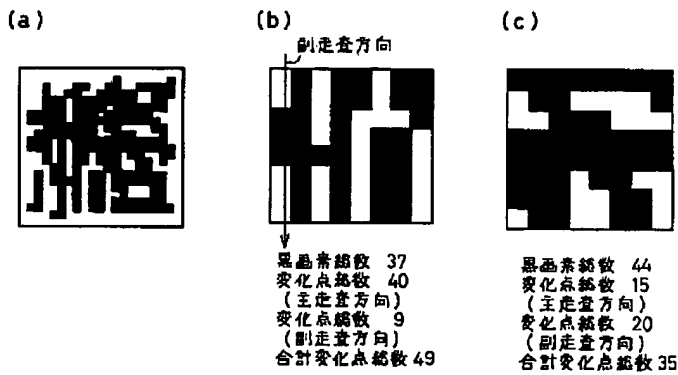 (a)
(b)
副走査方向
黒画素総数 37
変化点総数 40
(主走査方向)
変化点総数 9
(副走査方向)
合計変化点総数 49
(c)
黒画素総数 44
変化点総数 15
(主走査方向)
変化点総数 20
(副走査方向)
合計変化点総数 35